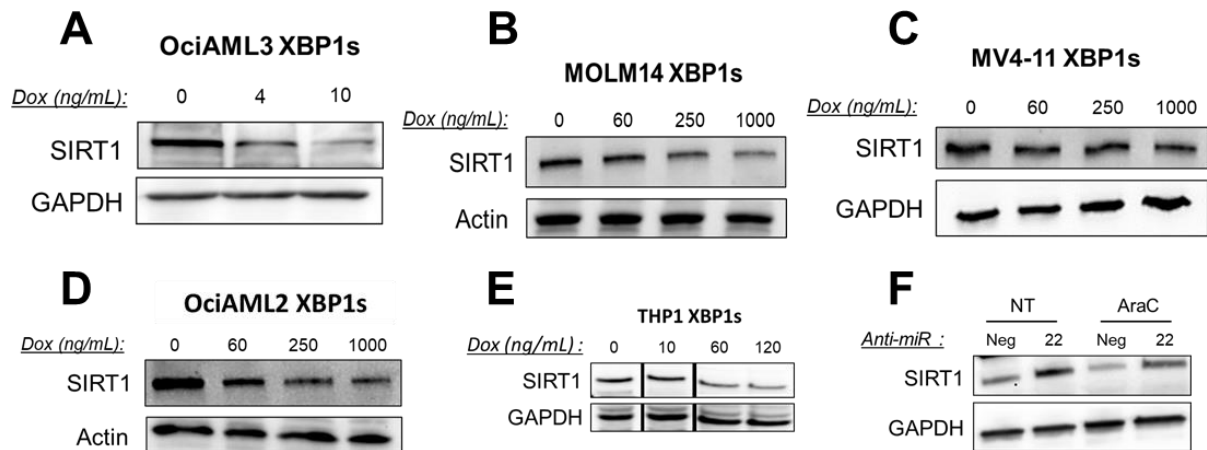 A
OciAML3 XBP1s
Dox (ng/mL): 0 4 10
SIRT1
GAPDH
B
MOLM14 XBP1s
Dox (ng/mL): 0 60 250 1000
SIRT1
Actin
C
MV4-11 XBP1s
Dox (ng/mL): 0 60 250 1000
SIRT1
GAPDH
D
OciAML2 XBP1s
Dox (ng/mL): 0 60 250 1000
SIRT1
Actin
E
THP1 XBP1s
Dox (ng/mL) : 0 10 60 120
SIRT1
GAPDH
F
NT AraC
Anti-miR : Neg 22 Neg 22
SIRT1
GAPDH